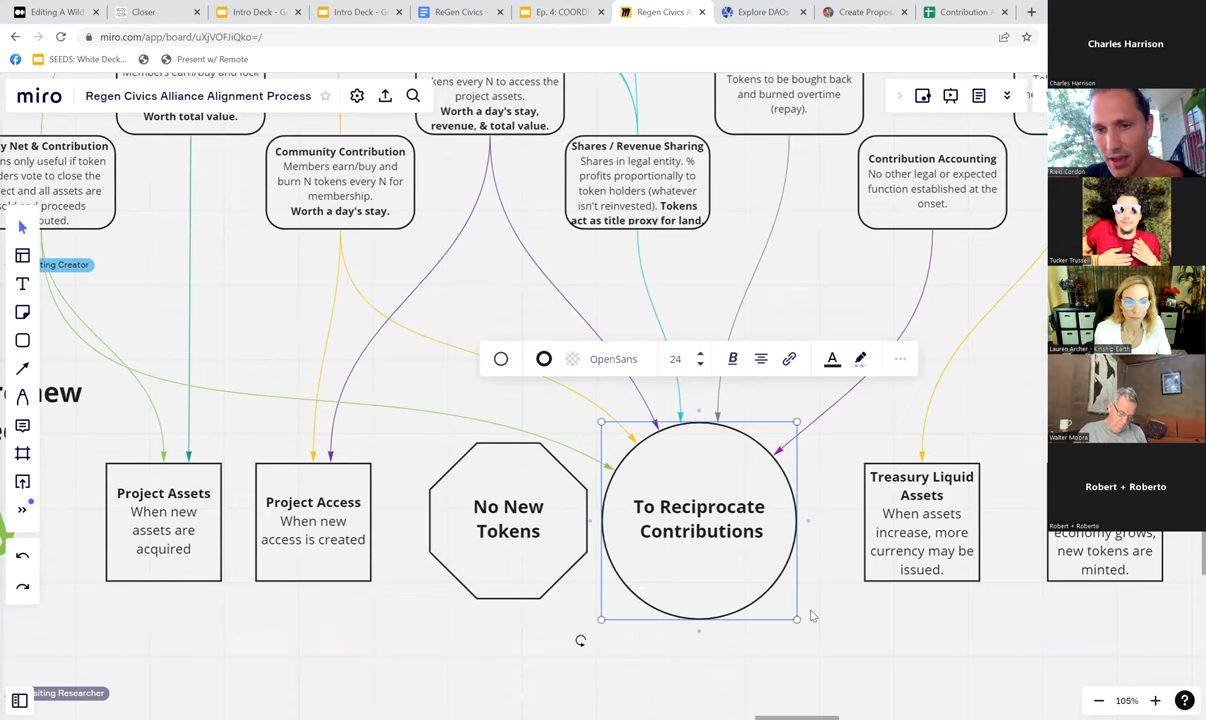 Editing A Wild
Closer
Intro Deck - G
Intro Deck - G
ReGen Civics
Ep. 4: COORDI
Regen Civics A
Explore DAOs
Create Propos
Contribution A
miro.com/app/board/uXjVOFJiQko=/
SEEDS: White Deck...
Present w/ Remote
miro
Regen Civics Alliance Alignment Process
Members earn/buy and lock
Worth total value.
kens every N to access the
project assets.
Worth a day's stay,
revenue, & total value.
Tokens to be bought back
and burned overtime
(repay).
y Net & Contribution
ns only useful if token
ders vote to close the
ect and all assets are
sold and proceeds
buted.
Community Contribution
Members earn/buy and
burn N tokens every N for
membership.
Worth a day's stay.
Shares / Revenue Sharing
Shares in legal entity. %
profits proportionally to
token holders (whatever
isn't reinvested). Tokens
act as title proxy for land.
Contribution Accounting
No other legal or expected
function established at the
onset.
ting Creator
OpenSans
24
B
A
new
Project Assets
When new
assets are
acquired
Project Access
When new
access is created
No New
Tokens
To Reciprocate
Contributions
Treasury Liquid
Assets
When assets
increase, more
currency may be
issued.
economy grows,
new tokens are
minted.
isiting Researcher
105%
Charles Harrison
Charles Harrison
Rieki Cordon
Tucker Trussell
Lauren Archer - Kinship Earth
Walter Moora
Robert + Roberto
Robert + Roberto